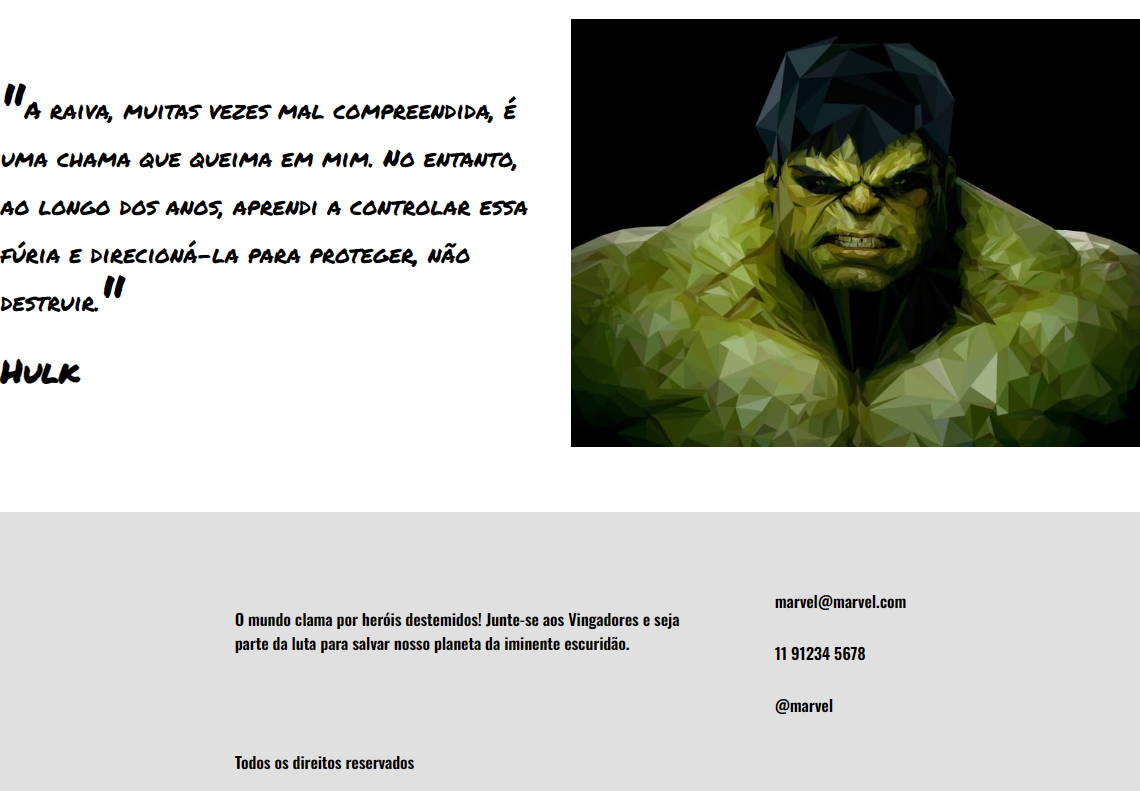 "A raiva, muitas vezes mal compreendida, é
uma chama que queima em mim. No entanto,
ao longo dos anos, aprendi a controlar essa
fúria e direcioná-la para proteger, não
destruir."
Hulk
O mundo clama por heróis destemidos! Junte-se aos Vingadores e seja
parte da luta para salvar nosso planeta da iminente escuridão.
marvel@marvel.com
11 91234 5678
@marvel
Todos os direitos reservados